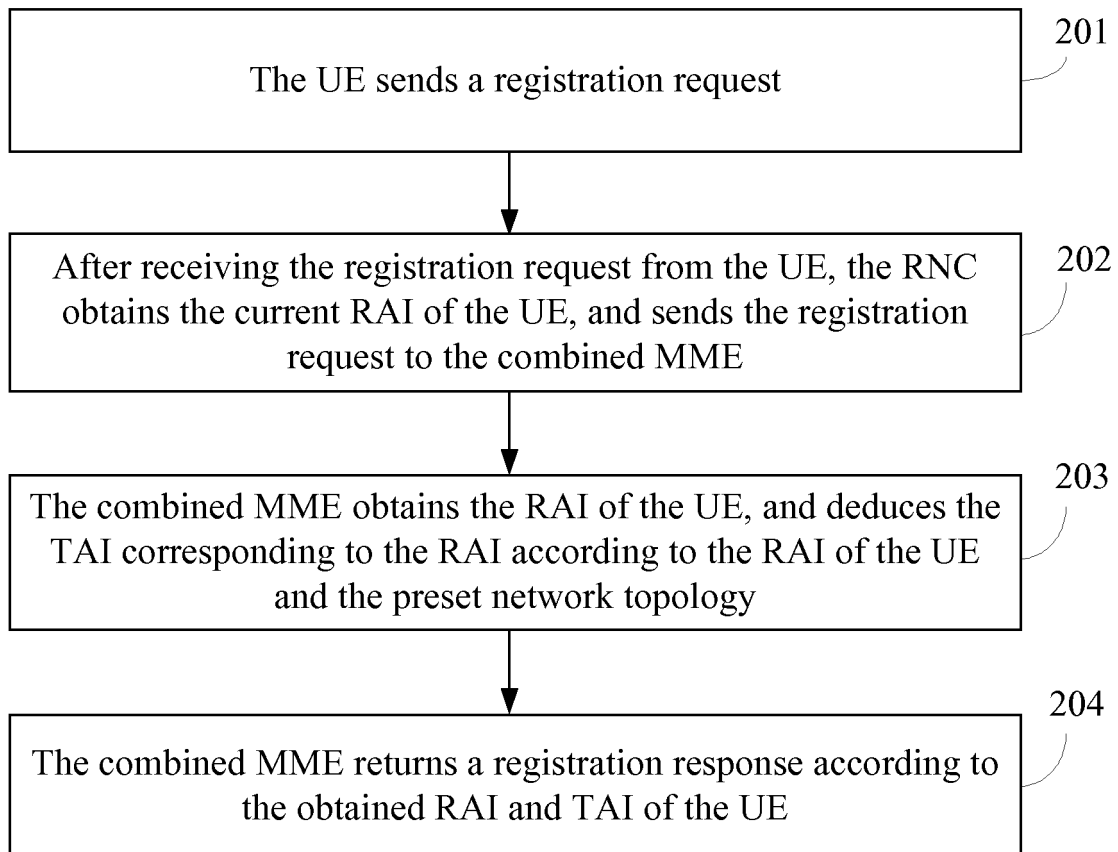 201
The UE sends a registration request
202
After receiving the registration request from the UE, the RNC
obtains the current RAI of the UE, and sends the registration
request to the combined MME
203
The combined MME obtains the RAI of the UE, and deduces the
TAI corresponding to the RAI according to the RAI of the UE
and the preset network topology
204
The combined MME returns a registration response according to
the obtained RAI and TAI of the UE